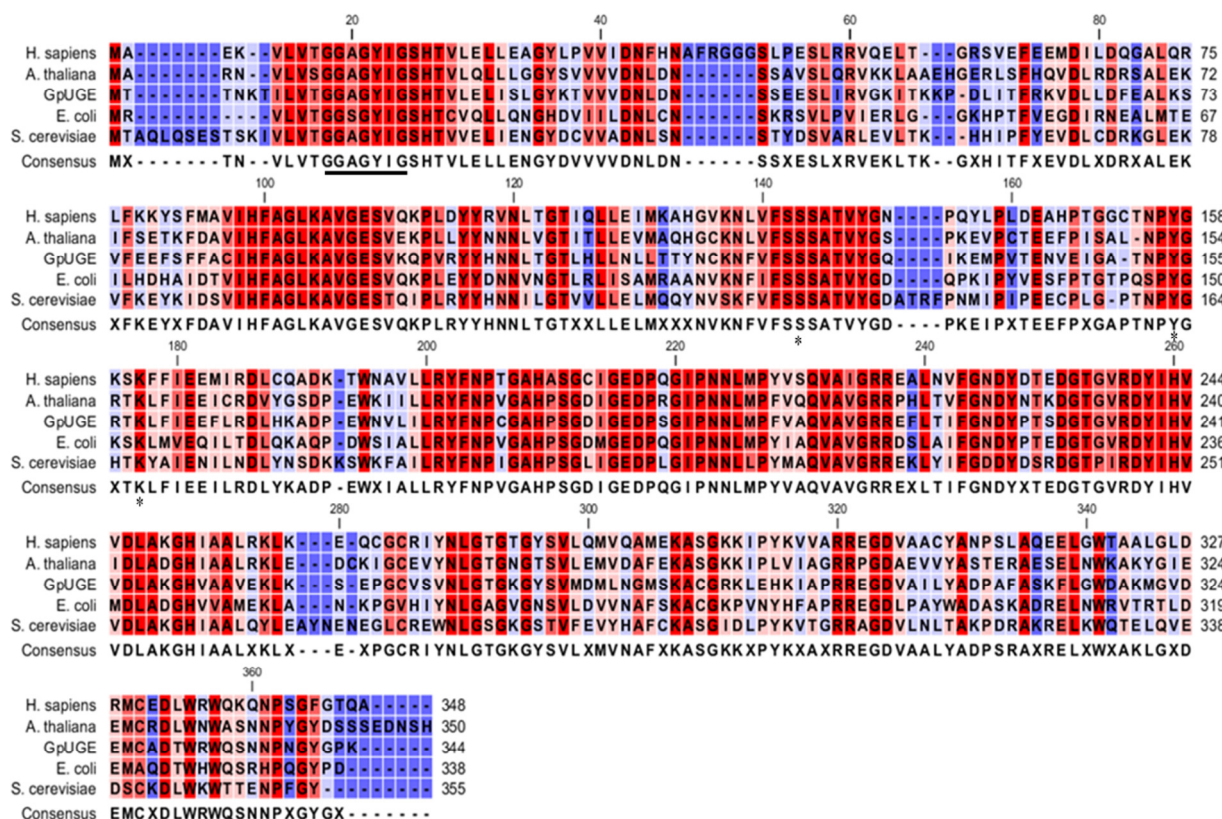 20 40 60 80
H. sapiens MA-------EK--VLVTGGAGYIGSHTVLELLEAGYLPVVIDNFHNAFRGGGSLPESLRRVQELT---GRSVEFEEMDILDQGALQR 75
A. thaliana MA-------RN--VLVSGGAGYIGSHTVLQLLLGGYSVVVVDNLDN------SSAVSLQRVKKLAAEHGERLSFHQVDLRDRSALEK 72
GpUGE MT-------TNKTILVTGGAGYIGSHTVLELISLGYKTVVVDNLDN------SSEESLIRVGKITKKP-DLITFRKVDLLDFEALKS 73
E. coli MR-----------VLVTGGSGYIGSHTCVQLLQNGHDVIILDNLCN------SKRSVLPVIERLG---GKHPTFVEGDIRNEALMTE 67
S. cerevisiae MTAQLQSESTSKIVLVTGGAGYIGSHTVVELIENGYDCVVADNLSN------STYDSVARLEVLTK--HHIPFYEVDLCDRKGLEK 78
Consensus MX-------TN--VLVTGGAGYIGSHTVLELLENGYDVVVVDNLDN------SSXESLXRVEKLTK--GXHITFXEVDLXDRXALEK
100 120 140 160
H. sapiens LFKKYSFMAVIHFAGLKAVGESVQKPLDYYRVNLTGTIQLLEIMKAHGVKNLVFSSSATVYGN----PQYLPLDEAHPTGGCTNPYG 158
A. thaliana IFSETKFDAVIHFAGLKAVGESVEKPLLYYNNNLVGTITLLEVMAQHGCKNLVFSSSATVYGS----PKEVPCTEEFPISAL-NPYG 154
GpUGE VFEEFSFFACIHFAGLKAVGESVKQPVRYYHNNLTGTLHLLNLLTTYNCKNFVFSSSATVYGQ----IKEMPVTENVEIGA-TNPYG 155
E. coli ILHDHAIDTVIHFAGLKAVGESVQKPLEYYDNNVNGTLRLISAMRAANVKNFIFSSSATVYGD----QPKIPYVESFPTGTPQSPYG 150
S. cerevisiae VFKEYKIDSVIHFAGLKAVGESTQIPLRYYHNNILGTVVLLELMQQYNVSKFVFSSSATVYGDATRFPNMIPIPEECPLG-PTNPYG 164
Consensus XFKEYXFDAVIHFAGLKAVGESVQKPLRYYHNNLTGTXXLLELMXXXNVKNFVFSSSATVYGD----PKEIPXTEEFPXGAPTNPYG
* *
180 200 220 240 260
H. sapiens KSKFFIEEMIRDLCQADK-TWNAVLLRYFNPTGAHASGCIGEDPQGIPNNLMPYVSQVAIGRREALNVFGNDYDTEDGTGVRDYIHV 244
A. thaliana RTKLFIEEICRDVYGSDP-EWKIILLRYFNPVGAHPSGYIGEDPRGIPNNLMPFVQQVAVGRRPHLTVFGNDYNTKDGTGVRDYIHV 240
GpUGE RTKLFIEEFLRDLHKADP-EWNIALLRYFNPCGAHPSGRIGEDPSGIPNNLMPFVAQVAVGRREFLTIFGDDYPTEDGTGVRDYIHV 241
E. coli KSKLMVEQILTDLQKAQP-DWSIALLRYFNPVGAHPSGDMGEDPQGIPNNLMPYIAQVAVGRRDSLAIFGNDYPTEDGTGVRDYIHV 236
S. cerevisiae HTKYAIENILNDLYNSDKKSWKFAILRYFNPIGAHPSGLIGEDPLGIPNNLMPYMAQVAVGRREKLYIFGDDYDSRDGTPIRDYIHV 251
Consensus XTKLFIEEILRDLYKADP-EWXIALLRYFNPVGAHPSGDIGEDPQGIPNNLMPYVAQVAVGRREXLTIFGNDYXTEDGTGVRDYIHV
*
280 300 320 340
H. sapiens VDLAKGHIAALRKLK---E-QCGCRIYNLGTGTGYSVLQMVQAMEKASGKKIPYKVVARREGDVAACYANPSLAQEELGWTAALGLD 327
A. thaliana IDLADGHIAALRKLE---DCKIGCEVYNLGTGNGTSVLEMVDAFEKASGKKIPLVIAGRRPGDAEVVYASTERAESELNWKAKYGIE 324
GpUGE VDLAKGHVAAVEKLK---S-EPGCVSVNLGTGKGYSVMDMLNGMSKACGRKLEHKIAPRREGDVAILYADPAFASKFLGWDAKMGVD 324
E. coli MDLADGHVVAMEKLA---N-KPGVHIYNLGAGVGNSVLDVVNAFSKACGKPVNYHFAPRREGDLPAYWADASKADRELNWRVTRTLD 319
S. cerevisiae VDLAKGHIAALQYLEAYNENEGLCREWNLGSGKGSTVFEVYHAFCKASGIDLPYKVTGRRAGDVLNLTAKPDRAKRELKWQTELQVE 338
Consensus VDLAKGHIAALXKLX---E-XPGCRIYNLGTGKGYSVLXMVNAFXKASGKKXPYKXAXRREGDVAALYADPSRAXRELXWXAKLGXD
360
H. sapiens RMCEDLWRWQKQNPSGFGTQA----- 348
A. thaliana EMCRDLWNWASNNPYGYDSSSEDNSH 350
GpUGE EMCADTWRWQSNNPNGYGPK------ 344
E. coli EMAQDTWHWQSRHPQGYPD------- 338
S. cerevisiae DSCKDLWKWTTENPFGY--------- 355
Consensus EMCXDLWRWQSNNPXGYGX-------